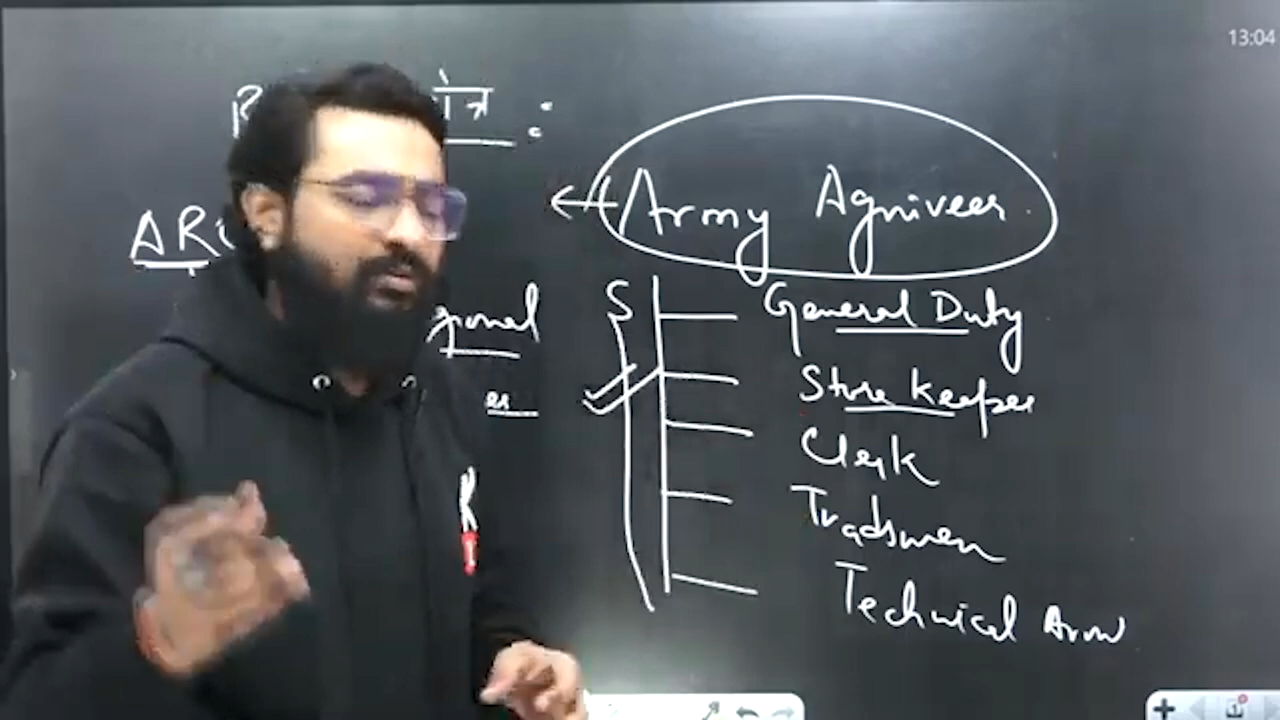 13:04
Army Agniveer
General Duty
Store Keeper
Clerk
Tradsmen
Technical Arm